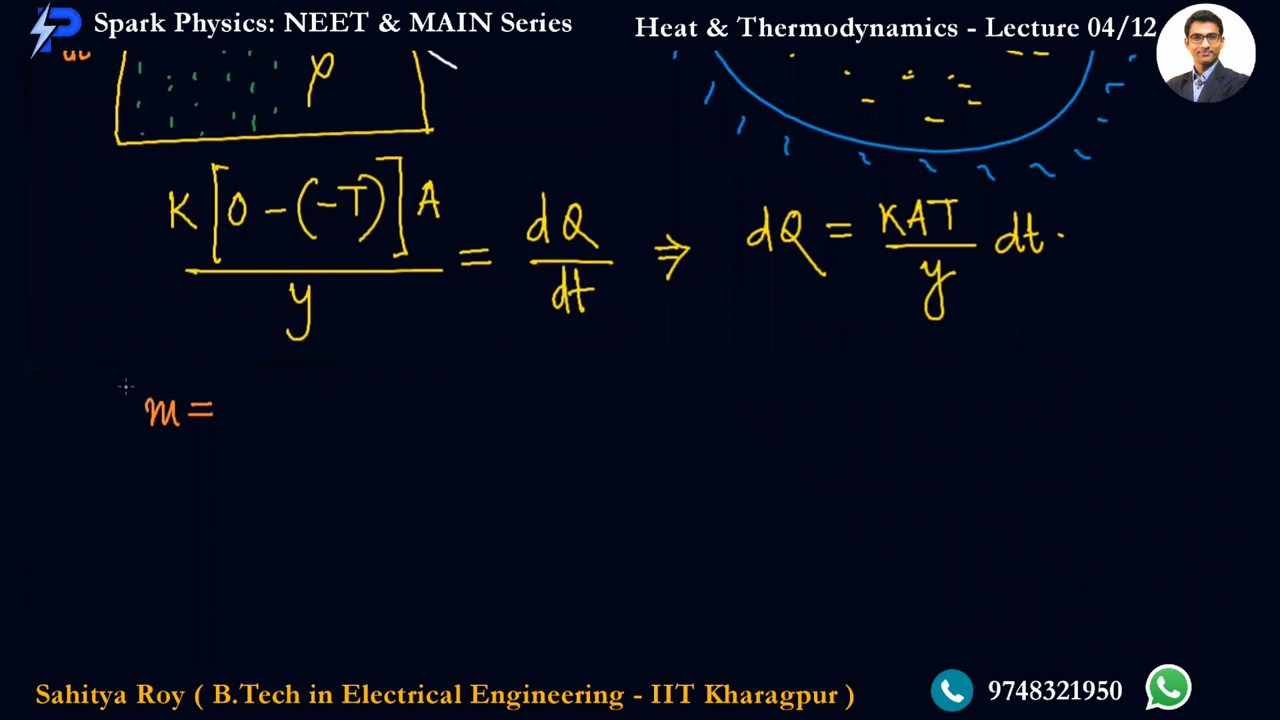 Spark Physics: NEET & MAIN Series
Heat & Thermodynamics - Lecture 04/12
ρ
K[0-(-T)]A / y = dQ/dt ⇒ dQ = KAT/y dt.
m =
Sahitya Roy ( B.Tech in Electrical Engineering - IIT Kharagpur )
9748321950